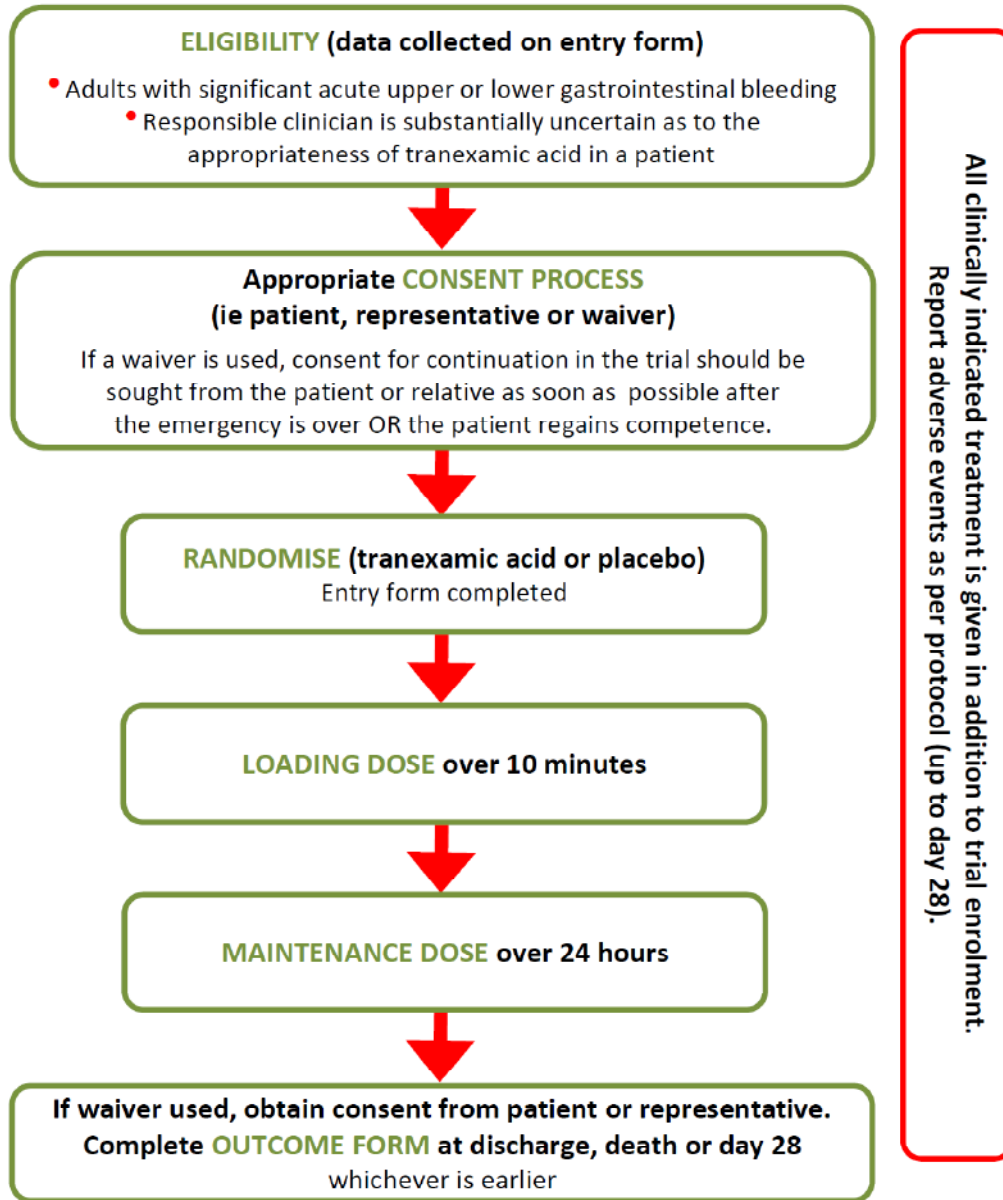 ELIGIBILITY (data collected on entry form)
• Adults with significant acute upper or lower gastrointestinal bleeding
• Responsible clinician is substantially uncertain as to the
appropriateness of tranexamic acid in a patient
Appropriate CONSENT PROCESS
(ie patient, representative or waiver)
If a waiver is used, consent for continuation in the trial should be
sought from the patient or relative as soon as possible after
the emergency is over OR the patient regains competence.
RANDOMISE (tranexamic acid or placebo)
Entry form completed
LOADING DOSE over 10 minutes
MAINTENANCE DOSE over 24 hours
If waiver used, obtain consent from patient or representative.
Complete OUTCOME FORM at discharge, death or day 28
whichever is earlier
All clinically indicated treatment is given in addition to trial enrolment.
Report adverse events as per protocol (up to day 28).